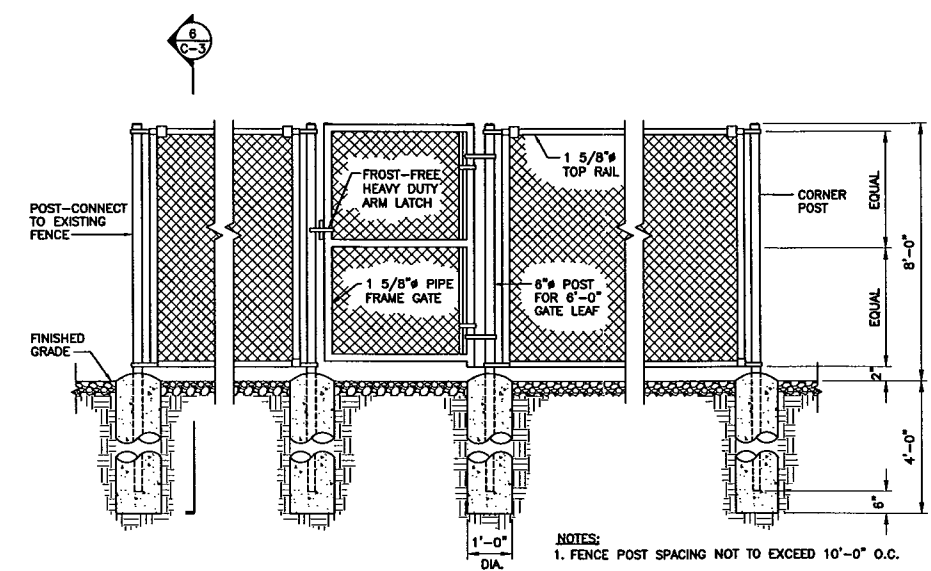 6
C-3
1 5/8"ø
TOP RAIL
FROST-FREE
HEAVY DUTY
ARM LATCH
CORNER
POST
POST-CONNECT
TO EXISTING
FENCE
EQUAL
8'-0"
1 5/8"ø PIPE
FRAME GATE
6"ø POST
FOR 6'-0"
GATE LEAF
EQUAL
FINISHED
GRADE
2"
4'-0"
6"
1'-0"
DIA.
NOTES:
1. FENCE POST SPACING NOT TO EXCEED 10'-0" O.C.